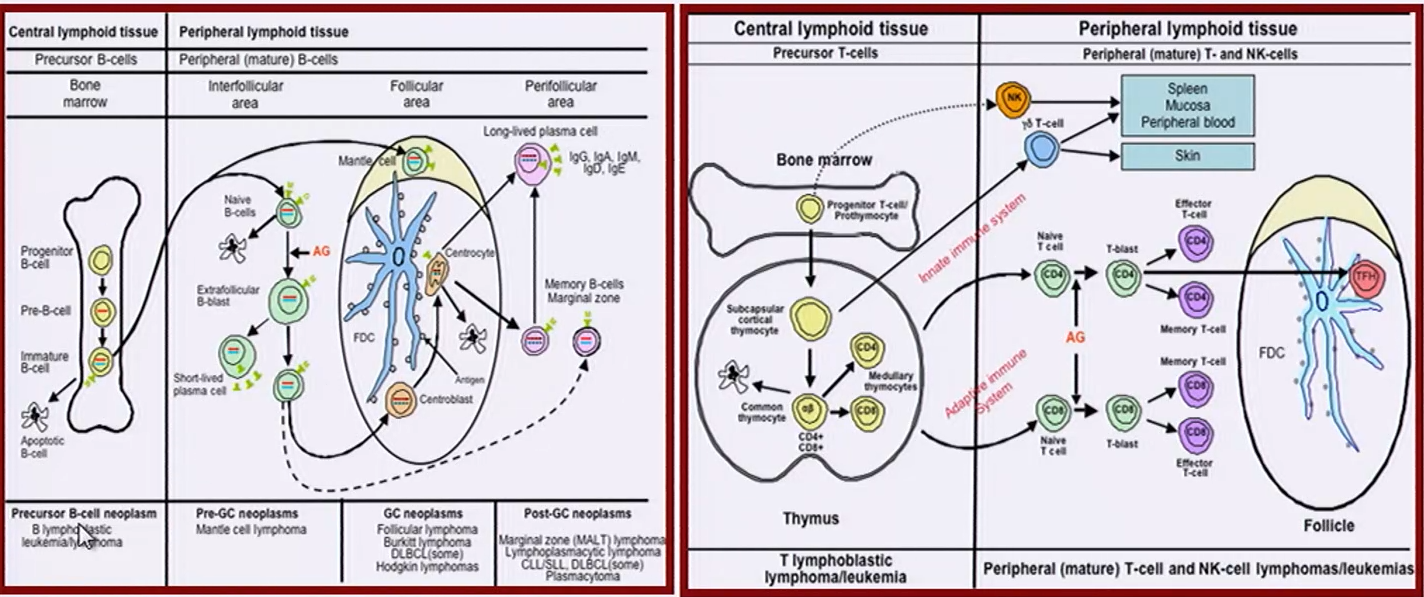 Central lymphoid tissue
Peripheral lymphoid tissue
Precursor B-cells
Peripheral (mature) B-cells
Bone
marrow
Interfollicular
area
Follicular
area
Perifollicular
area
Long-lived plasma cell
IgG, IgA, IgM,
IgD, IgE
Mantle cell
Naive
B-cells
AG
Progenitor
B-cell
Pre-B-cell
Immature
B-cell
Apoptotic
B-cell
Extrafollicular
B-blast
Short-lived
plasma cell
Centrocyte
FDC
Antigen
Centroblast
Memory B-cells
Marginal zone
Precursor B-cell neoplasm
B lymphoblastic
leukemia/lymphoma
Pre-GC neoplasms
Mantle cell lymphoma
GC neoplasms
Follicular lymphoma
Burkitt lymphoma
DLBCL(some)
Hodgkin lymphomas
Post-GC neoplasms
Marginal zone (MALT) lymphoma
Lymphoplasmacytic lymphoma
CLL/SLL, DLBCL(some)
Plasmacytoma
Central lymphoid tissue
Peripheral lymphoid tissue
Precursor T-cells
Peripheral (mature) T- and NK-cells
NK
γδ T-cell
Spleen
Mucosa
Peripheral blood
Skin
Bone marrow
Progenitor T-cell/
Prothymocyte
Innate immune system
Subcapsular
cortical
thymocyte
CD4
Medullary
thymocytes
Common
thymocyte
αβ
CD8
CD4+
CD8+
Adaptive immune
System
Naive
T cell
CD4
T-blast
CD4
Effector
T-cell
CD4
CD4
Memory T-cell
AG
Memory T-cell
CD8
CD8
Naive
T cell
CD8
T-blast
CD8
Effector
T-cell
TFH
FDC
Thymus
Follicle
T lymphoblastic
lymphoma/leukemia
Peripheral (mature) T-cell and NK-cell lymphomas/leukemias